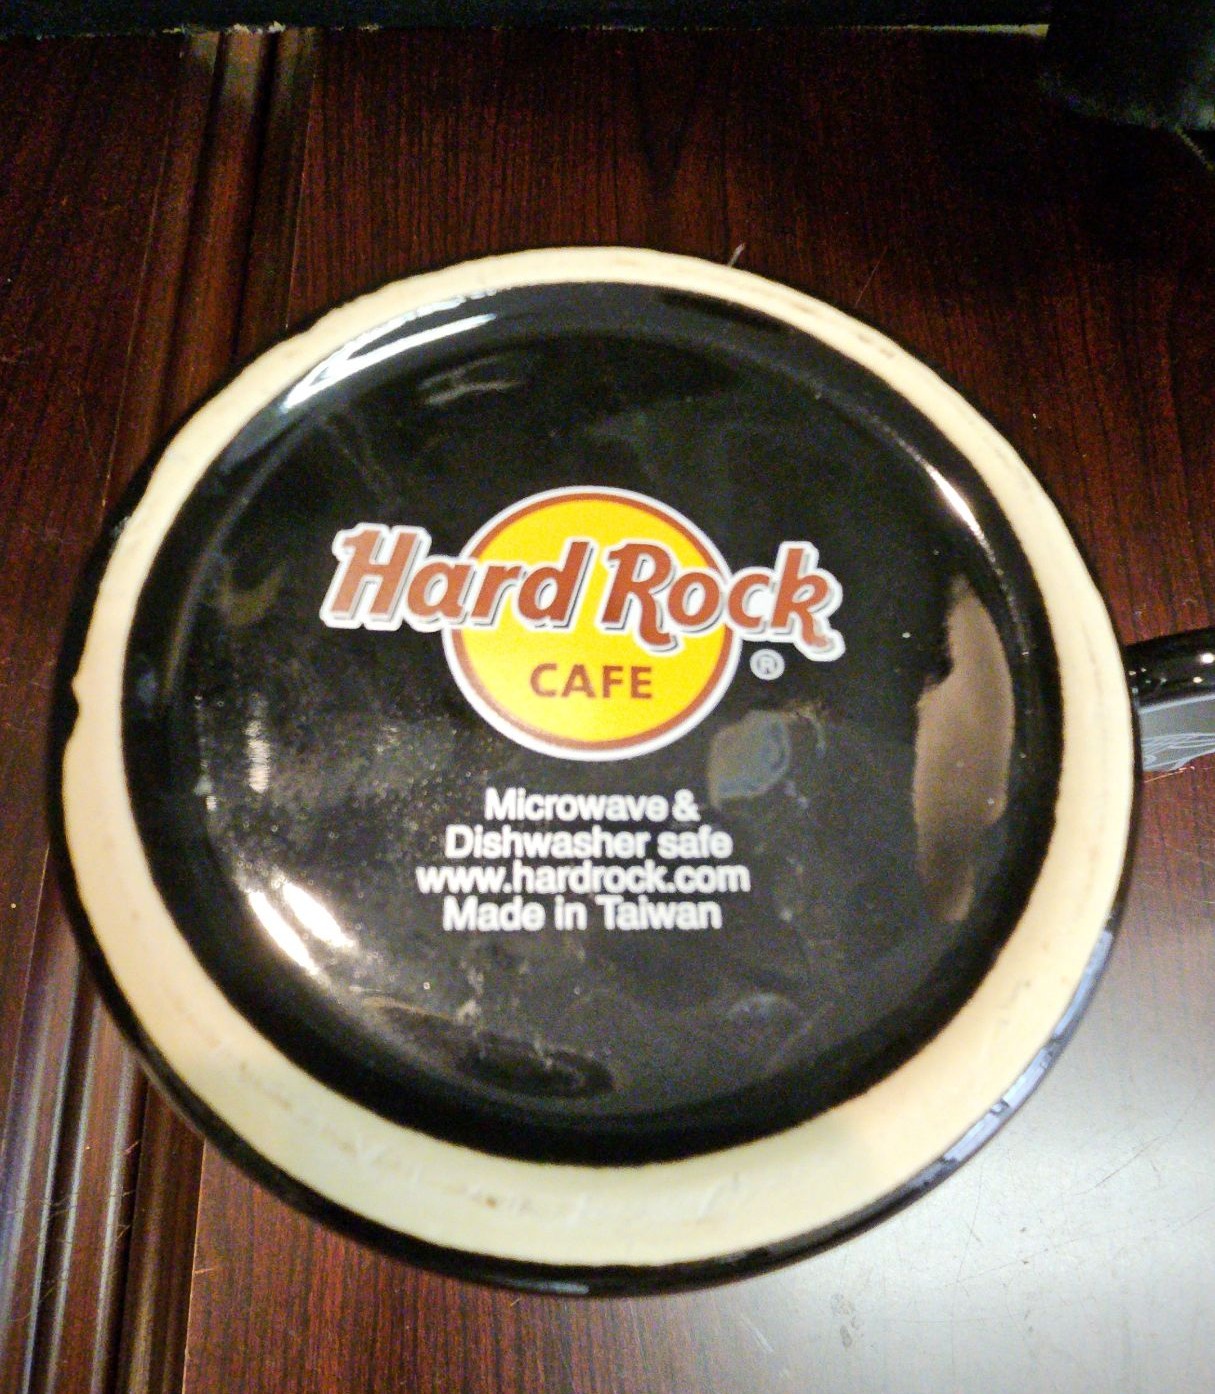 Hard Rock
CAFE
®
Microwave &
Dishwasher safe
www.hardrock.com
Made in Taiwan